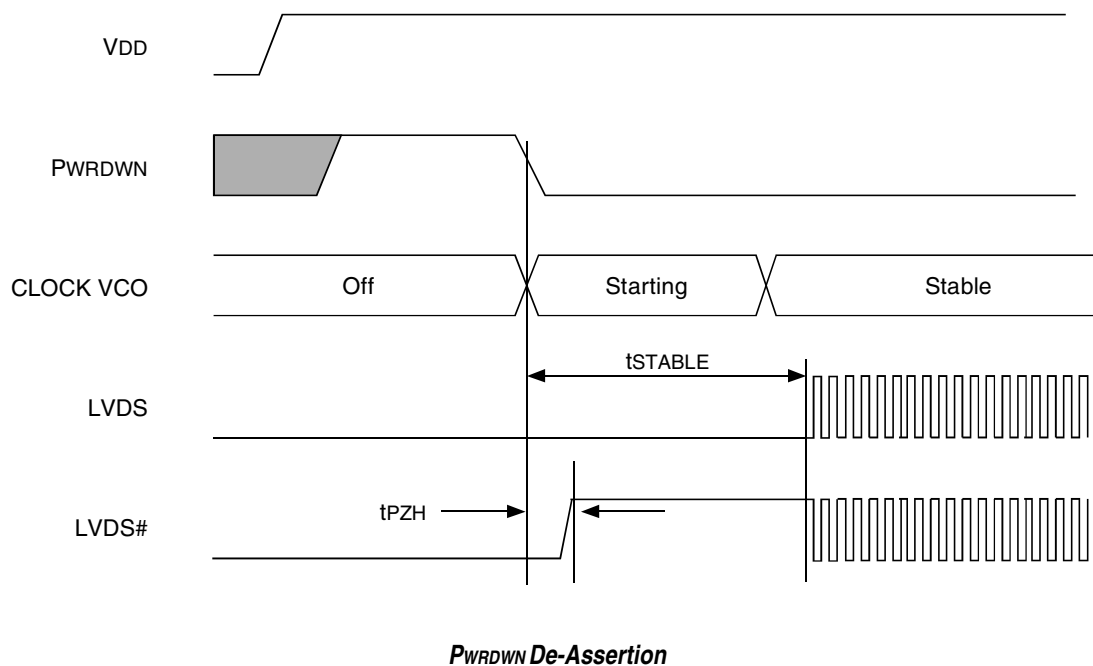 VDD
PWRDWN
CLOCK VCO
Off
Starting
Stable
tSTABLE
LVDS
tPZH
LVDS#
PWRDWN De-Assertion